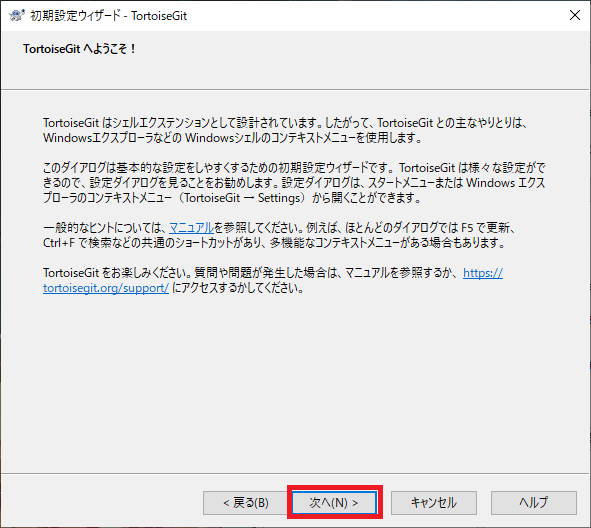 初期設定ウィザード - TortoiseGit
TortoiseGit へようこそ！
TortoiseGit はシェルエクステンションとして設計されています。したがって、TortoiseGit との主なやりとりは、
Windowsエクスプローラなどの Windowsシェルのコンテキストメニューを使用します。
このダイアログは基本的な設定をしやすくするための初期設定ウィザードです。 TortoiseGit は様々な設定がで
きるので、設定ダイアログを見ることをお勧めします。設定ダイアログは、スタートメニューまたは Windows エクス
プローラのコンテキストメニュー（TortoiseGit → Settings）から開くことができます。
一般的なヒントについては、マニュアルを参照してください。例えば、ほとんどのダイアログでは F5 で更新、
Ctrl+F で検索などの共通のショートカットがあり、多機能なコンテキストメニューがある場合もあります。
TortoiseGit をお楽しみください。質問や問題が発生した場合は、マニュアルを参照するか、 https://
tortoisegit.org/support/ にアクセスするかしてください。
< 戻る(B) 次へ(N) > キャンセル ヘルプ